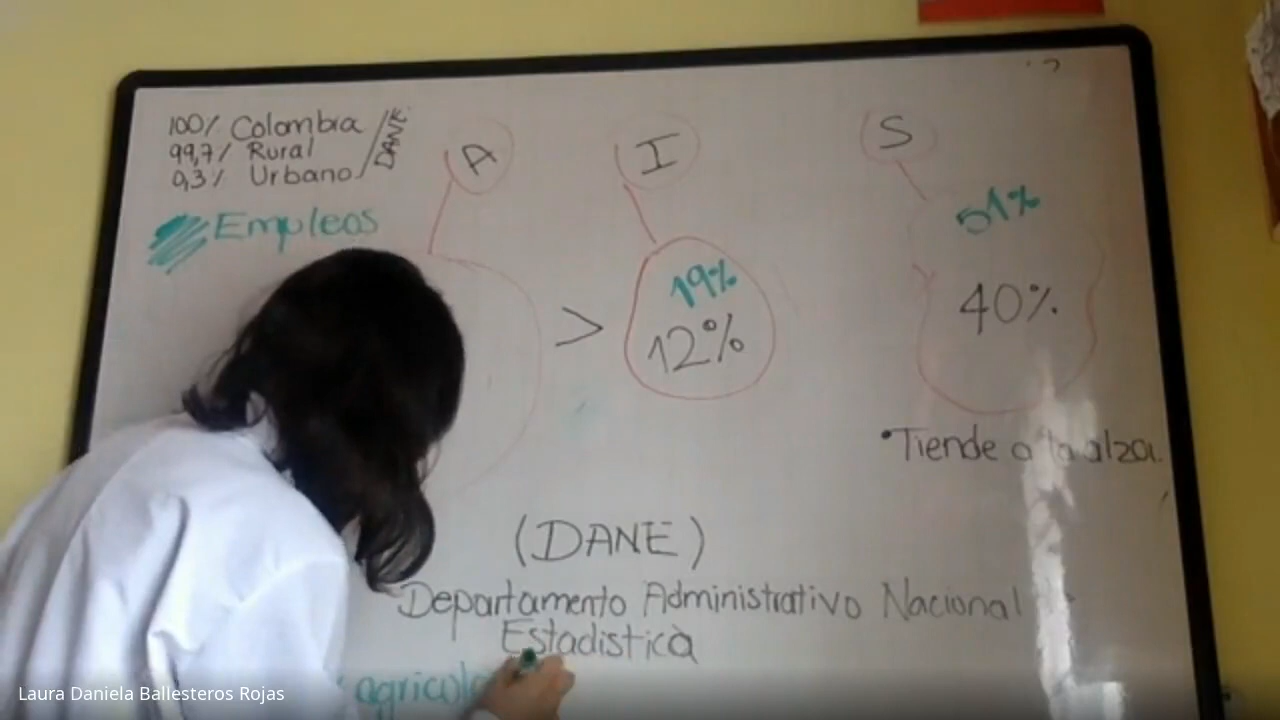 100% Colombia
99,7% Rural
0,3% Urbano
DANE
Empleos
A
I
S
19%
12%
>
51%
40%
•Tiende a la alza.
(DANE)
Departamento Administrativo Nacional
Estadistica
agricola
Laura Daniela Ballesteros Rojas